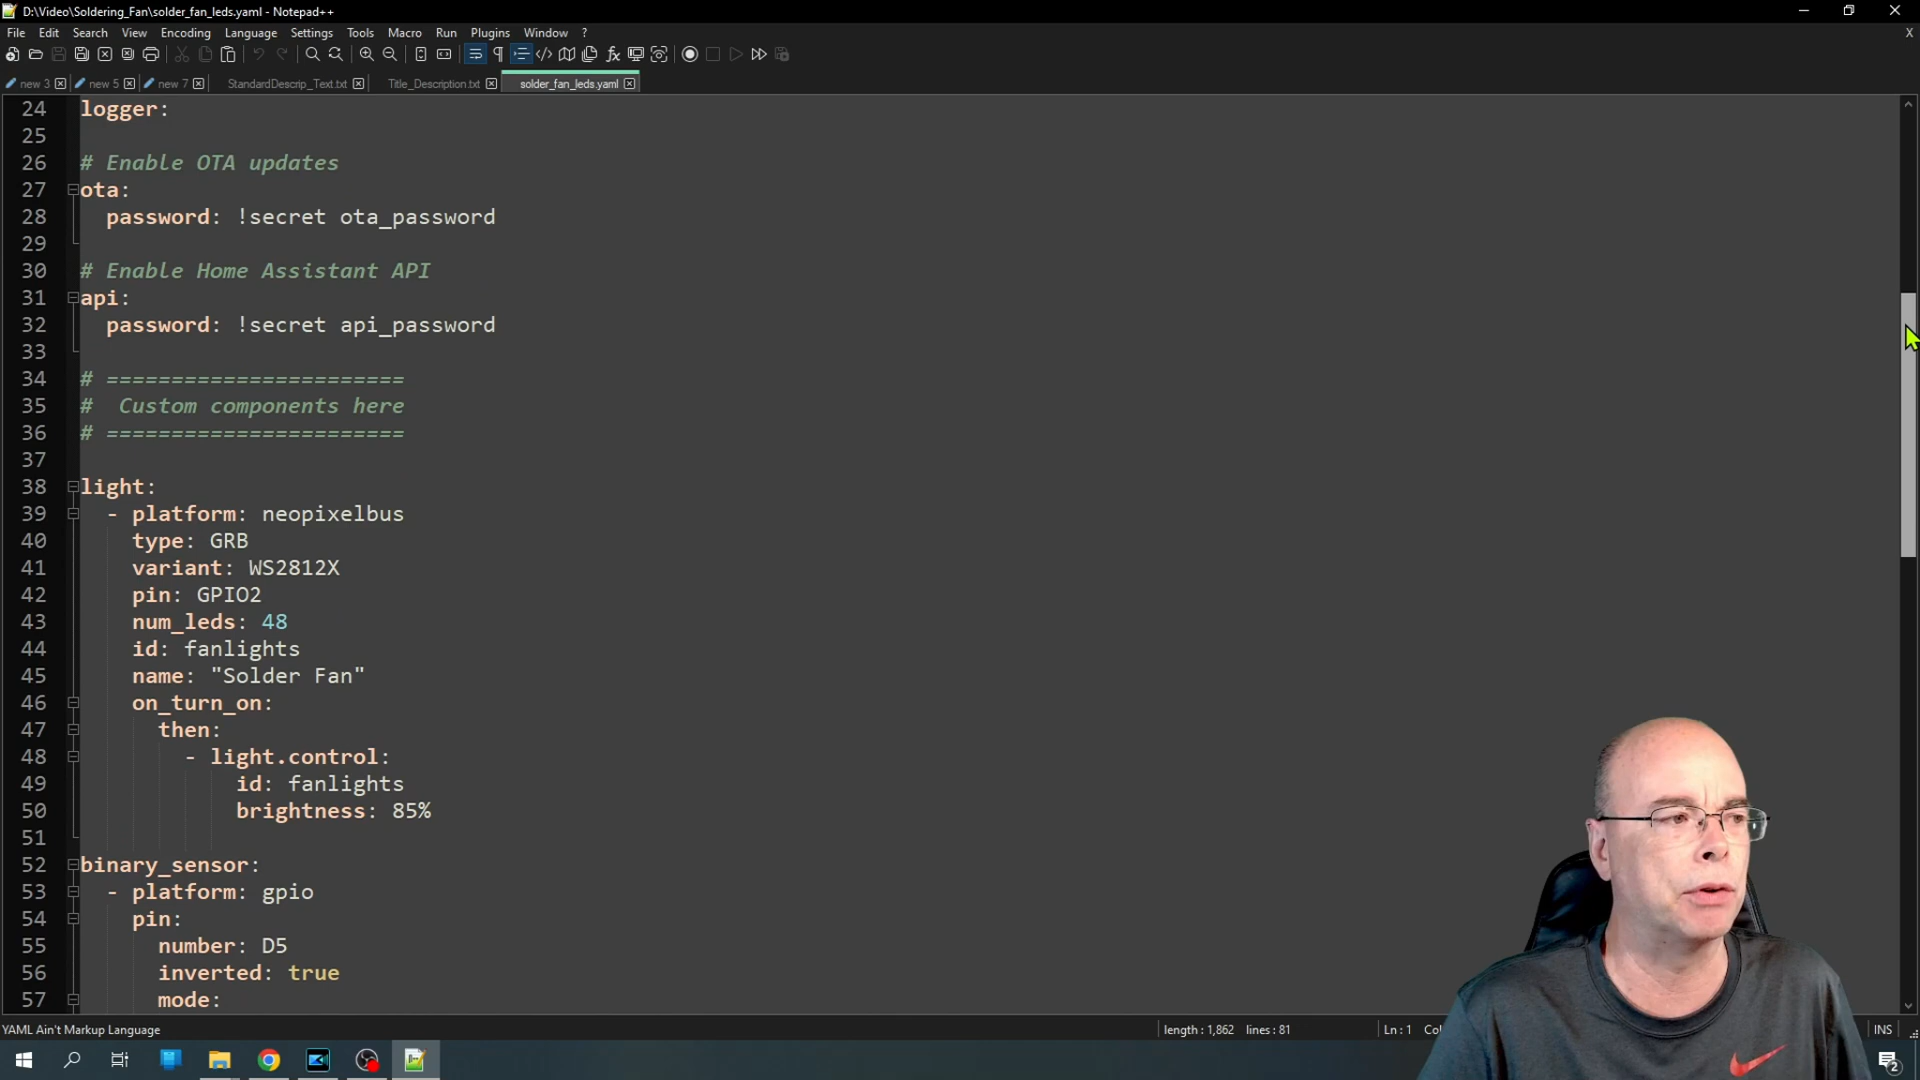 D:\Video\Soldering_Fan\solder_fan_leds.yaml - Notepad++
File Edit Search View Encoding Language Settings Tools Macro Run Plugins Window ? X
new 3 new 5 new 7 StandardDescrip_Text.txt Title_Description.txt solder_fan_leds.yaml
24 logger:
25
26 # Enable OTA updates
27 ota:
28 password: !secret ota_password
29
30 # Enable Home Assistant API
31 api:
32 password: !secret api_password
33
34 # =======================
35 # Custom components here
36 # =======================
37
38 light:
39 - platform: neopixelbus
40 type: GRB
41 variant: WS2812X
42 pin: GPIO2
43 num_leds: 48
44 id: fanlights
45 name: "Solder Fan"
46 on_turn_on:
47 then:
48 - light.control:
49 id: fanlights
50 brightness: 85%
51
52 binary_sensor:
53 - platform: gpio
54 pin:
55 number: D5
56 inverted: true
57 mode:
YAML Ain't Markup Language length : 1,862 lines : 81 Ln : 1 INS
2